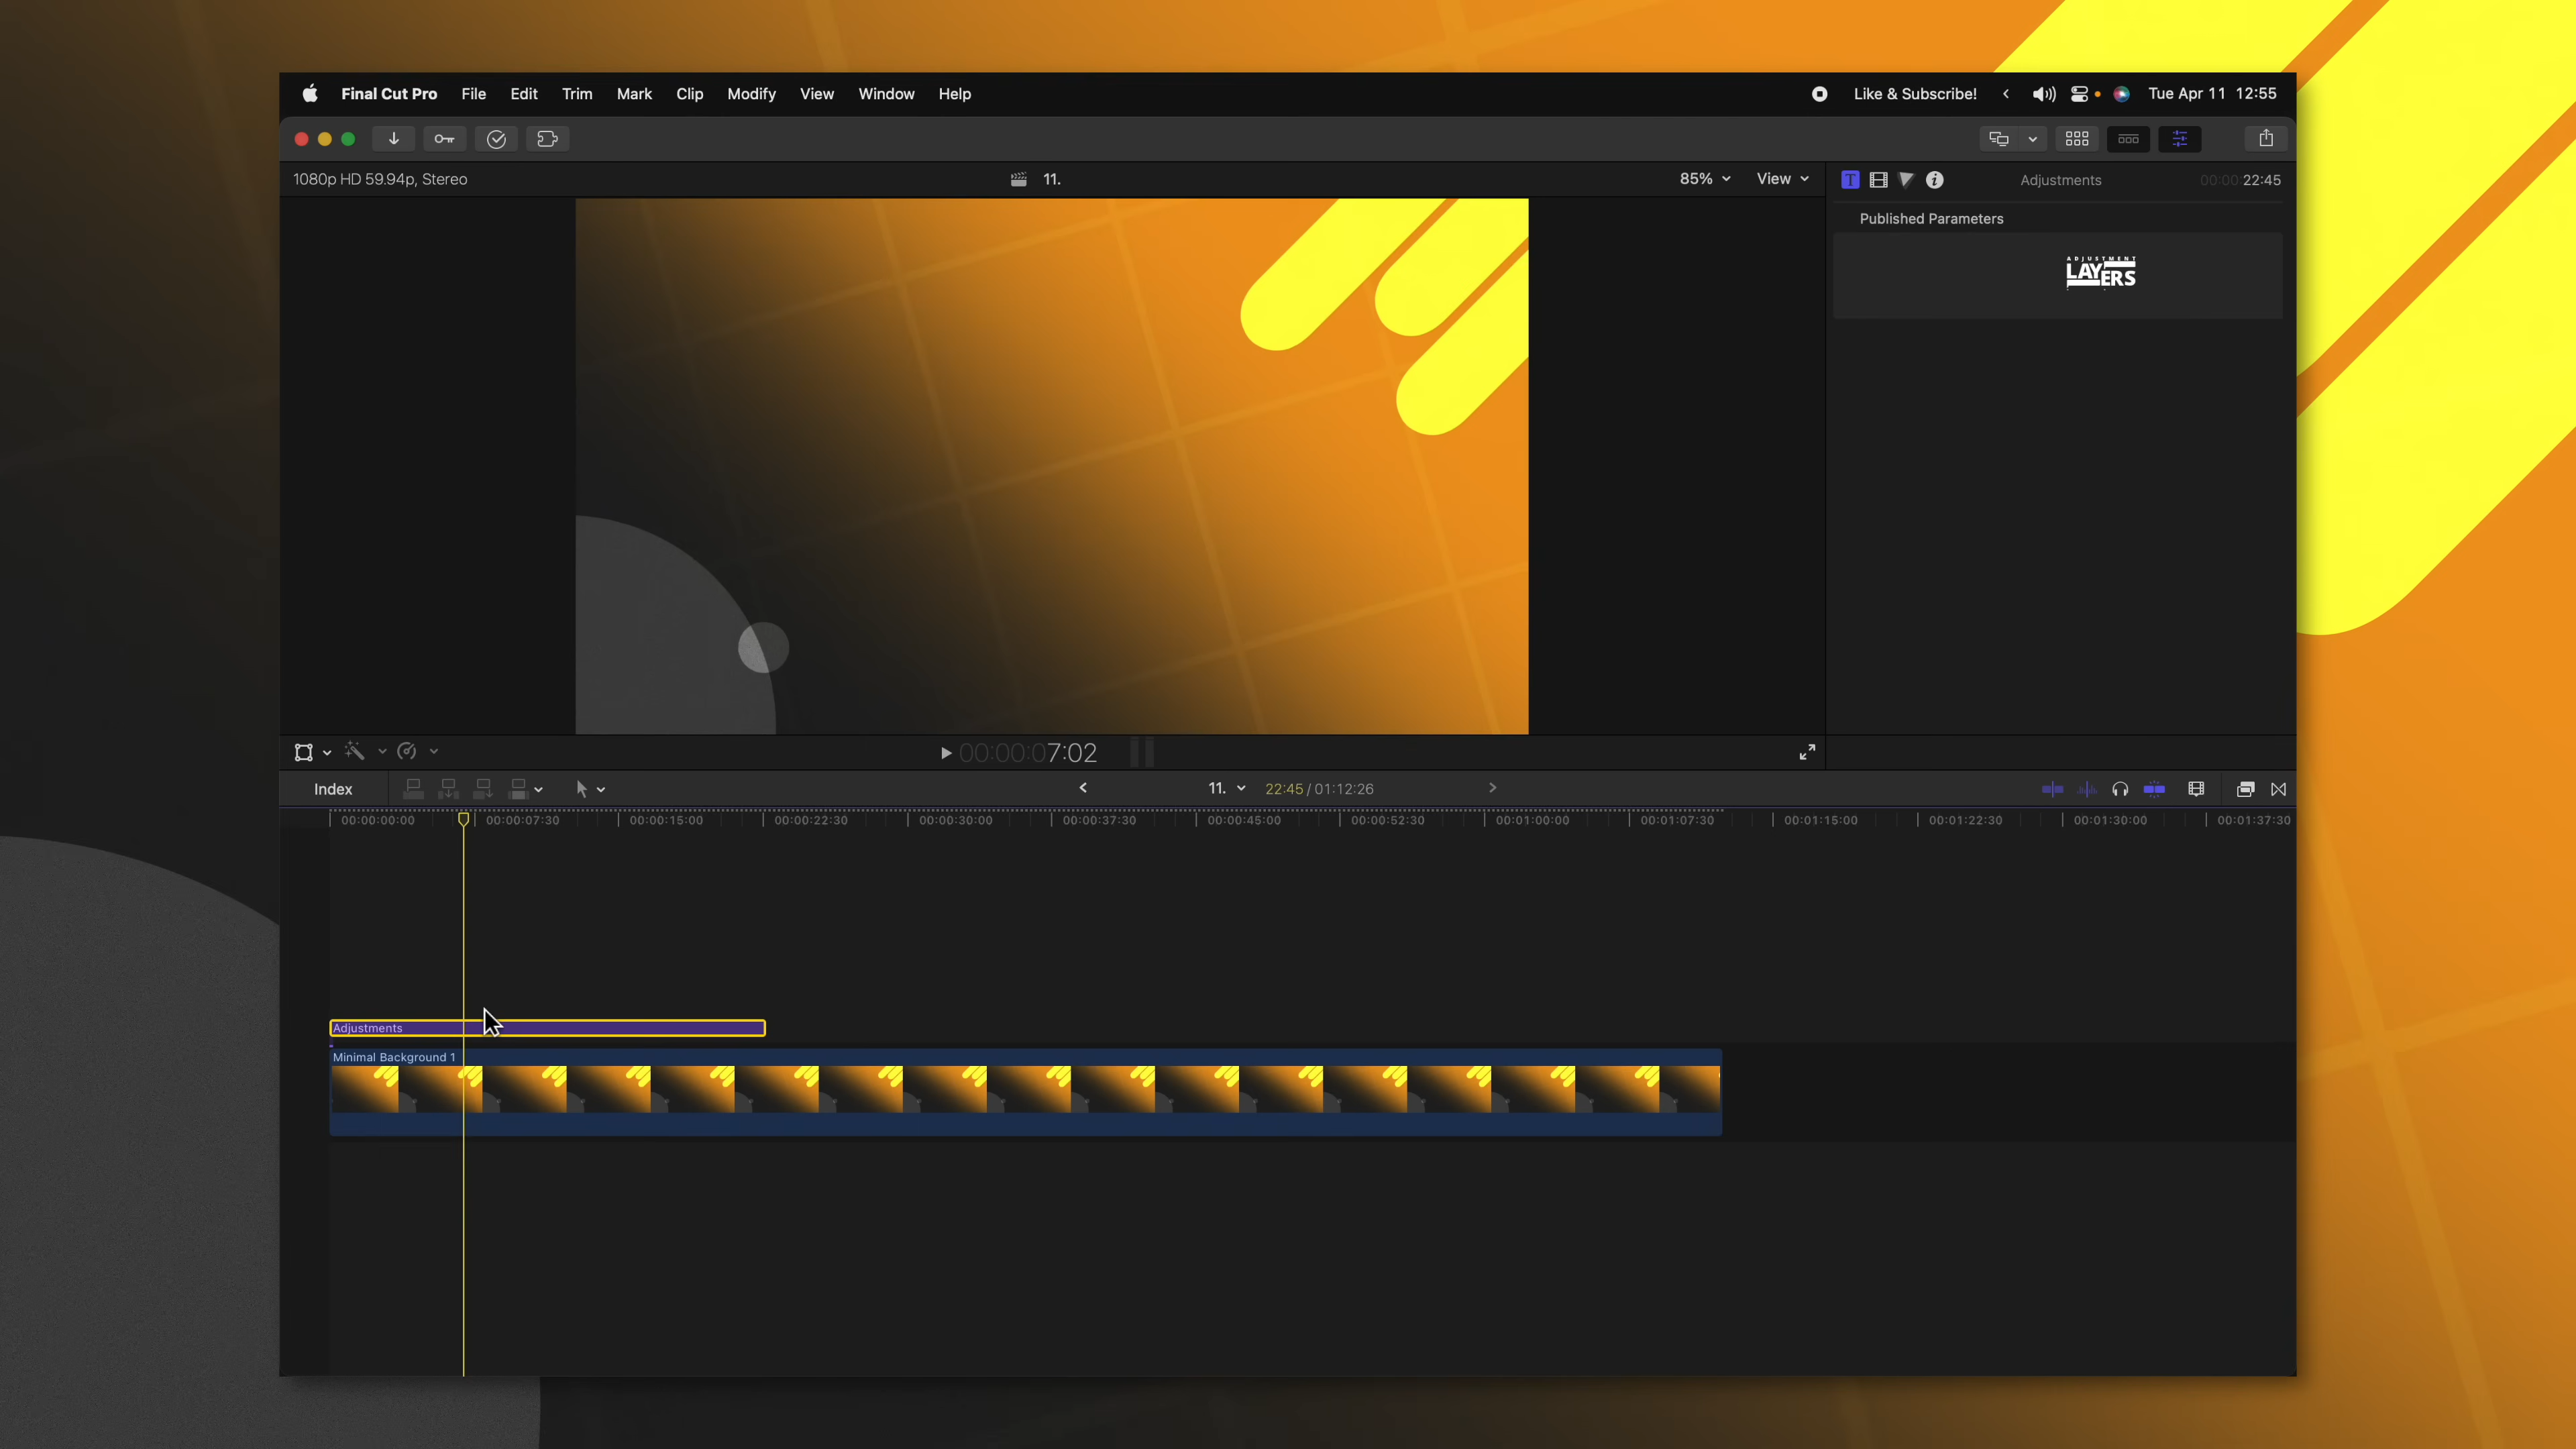 Final Cut Pro File Edit Trim Mark Clip Modify View Window Help Like & Subscribe! Tue Apr 11 12:55
1080p HD 59.94p, Stereo 11. 85% View Adjustments 00:00:22:45
Published Parameters
ADJUSTMENT
LAYERS
00:00:07:02
Index 11. 22:45 / 01:12:26
00:00:00:00 00:00:07:30 00:00:15:00 00:00:22:30 00:00:30:00 00:00:37:30 00:00:45:00 00:00:52:30 00:01:00:00 00:01:07:30 00:01:15:00 00:01:22:30 00:01:30:00 00:01:37:30
Adjustments
Minimal Background 1